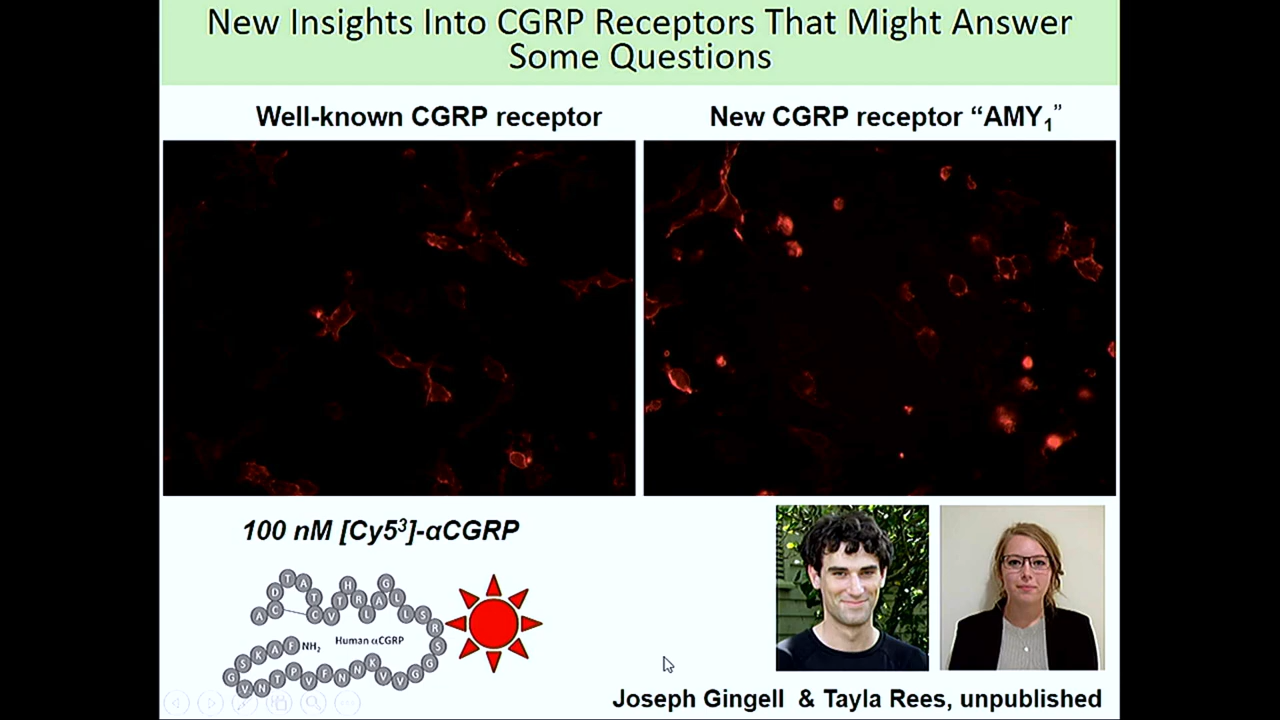 New Insights Into CGRP Receptors That Might Answer
Some Questions
Well-known CGRP receptor
New CGRP receptor “AMY₁”
100 nM [Cy5³]-αCGRP
A C D T A T C V T H R L A G L L S R S G G V V K N N F V P T N V G S K A F NH₂
Human αCGRP
Joseph Gingell & Tayla Rees, unpublished